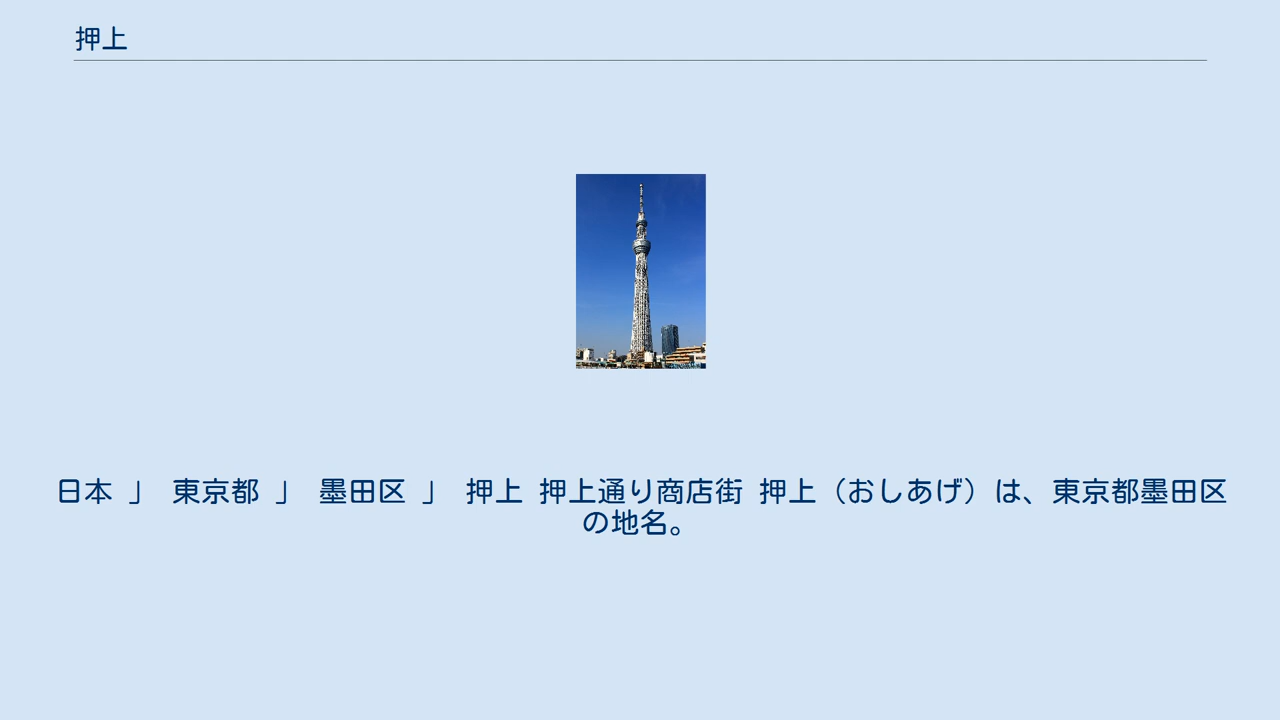 押上
日本 」 東京都 」 墨田区 」 押上 押上通り商店街 押上（おしあげ）は、東京都墨田区
の地名。